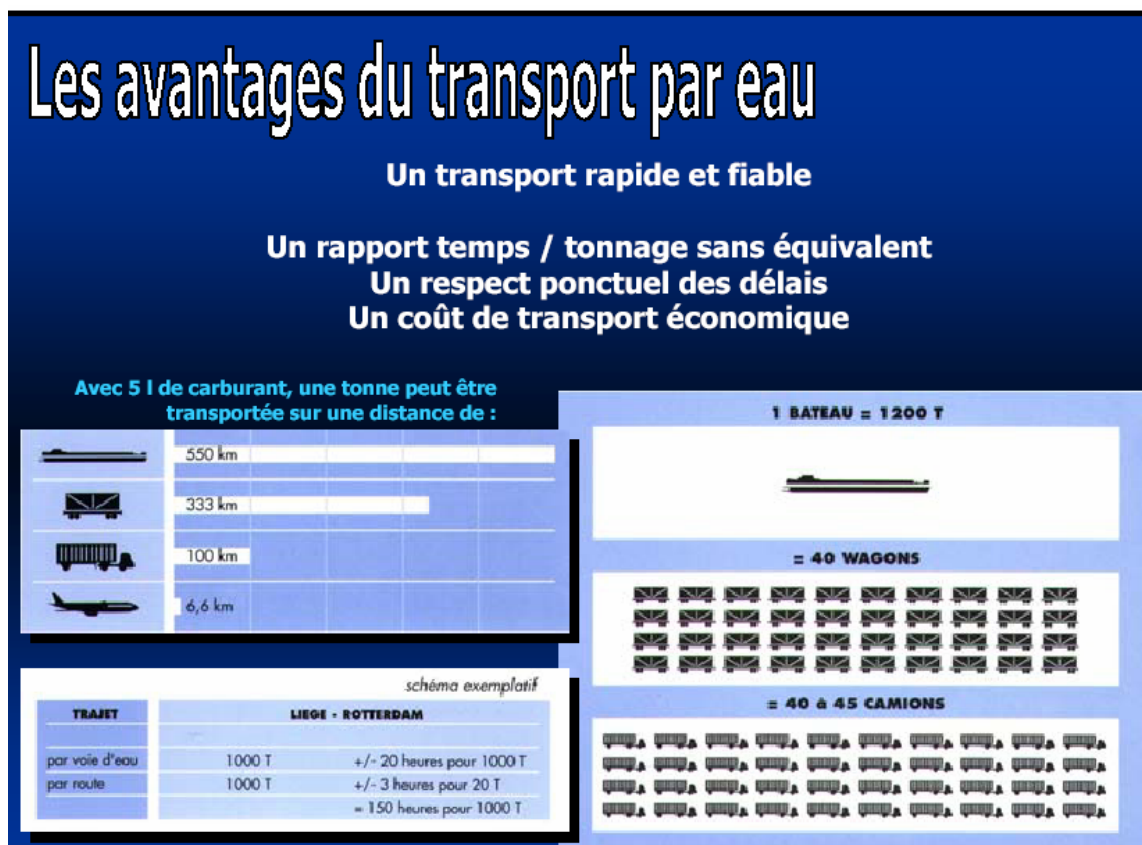 Les avantages du transport par eau
Un transport rapide et fiable
Un rapport temps / tonnage sans équivalent
Un respect ponctuel des délais
Un coût de transport économique
Avec 5 l de carburant, une tonne peut être
transportée sur une distance de :
550 km
333 km
100 km
6,6 km
schéma exemplatif
TRAJET LIEGE - ROTTERDAM
par voie d'eau 1000 T +/- 20 heures pour 1000 T
par route 1000 T +/- 3 heures pour 20 T
= 150 heures pour 1000 T
1 BATEAU = 1200 T
= 40 WAGONS
= 40 à 45 CAMIONS